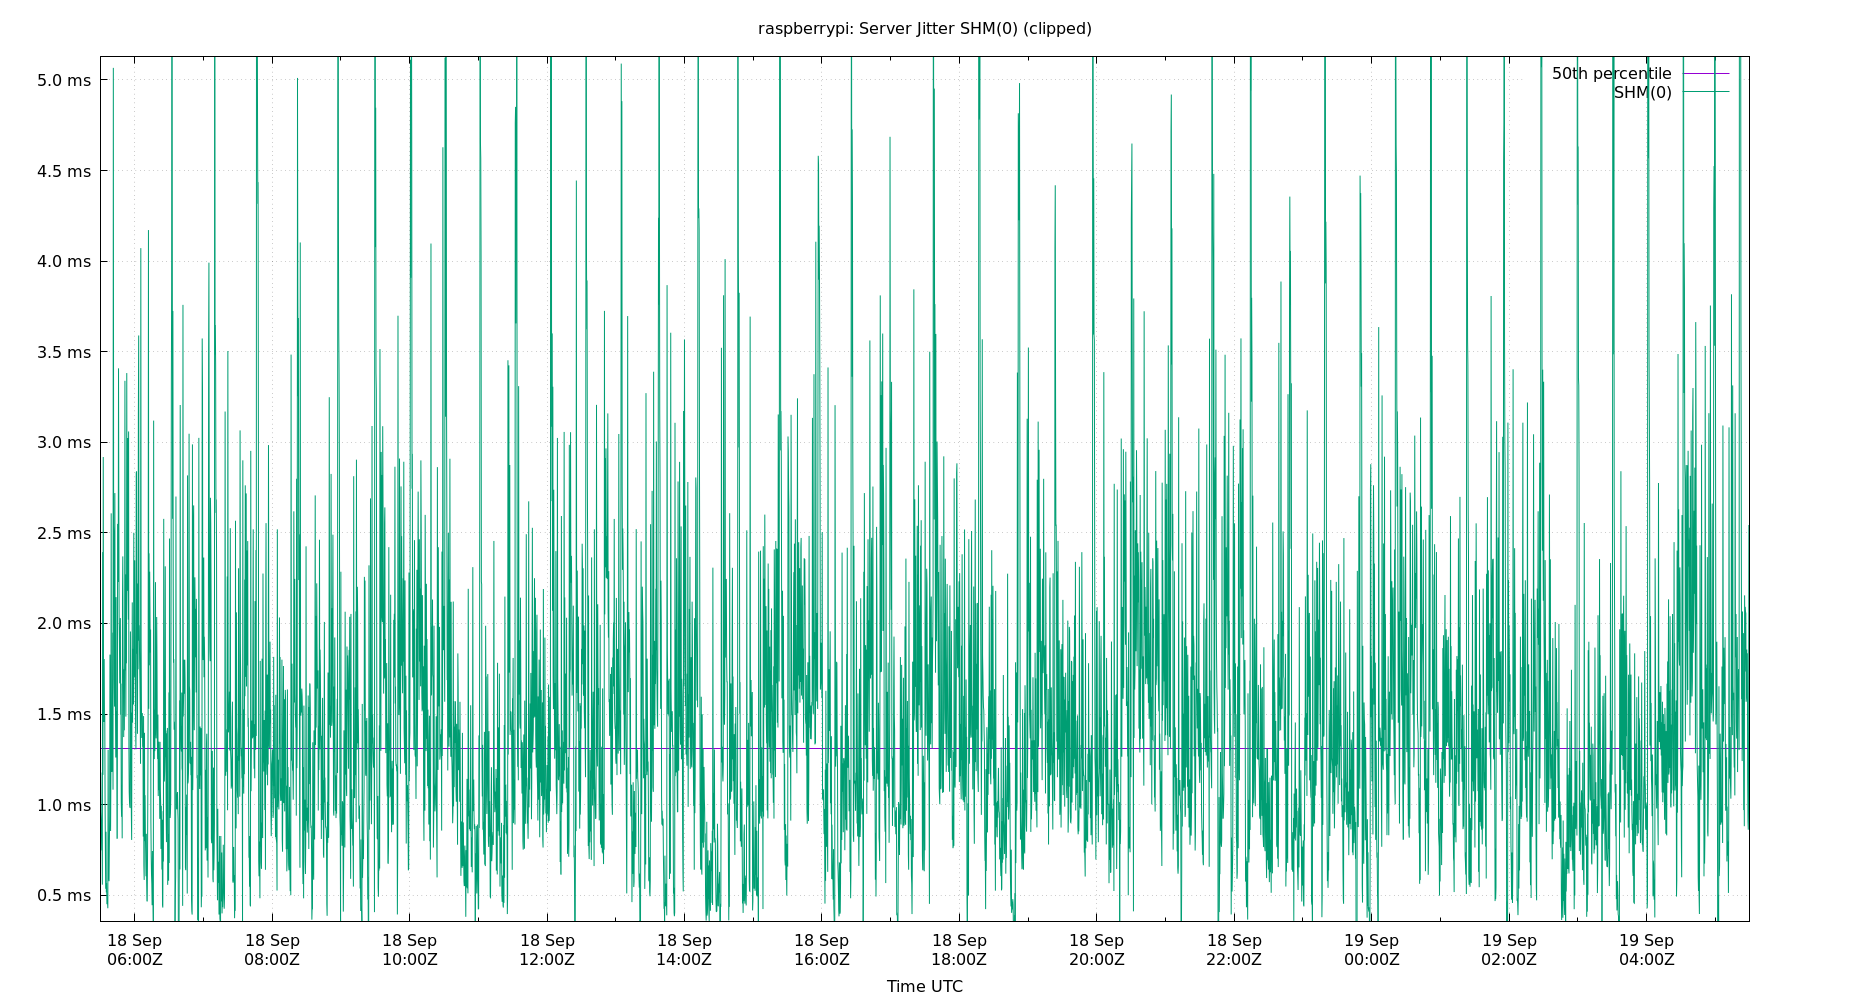 raspberrypi: Server Jitter SHM(0) (clipped)
50th percentile
SHM(0)
5.0 ms
4.5 ms
4.0 ms
3.5 ms
3.0 ms
2.5 ms
2.0 ms
1.5 ms
1.0 ms
0.5 ms
18 Sep 18 Sep 18 Sep 18 Sep 18 Sep 18 Sep 18 Sep 18 Sep 18 Sep 19 Sep 19 Sep 19 Sep
06:00Z 08:00Z 10:00Z 12:00Z 14:00Z 16:00Z 18:00Z 20:00Z 22:00Z 00:00Z 02:00Z 04:00Z
Time UTC